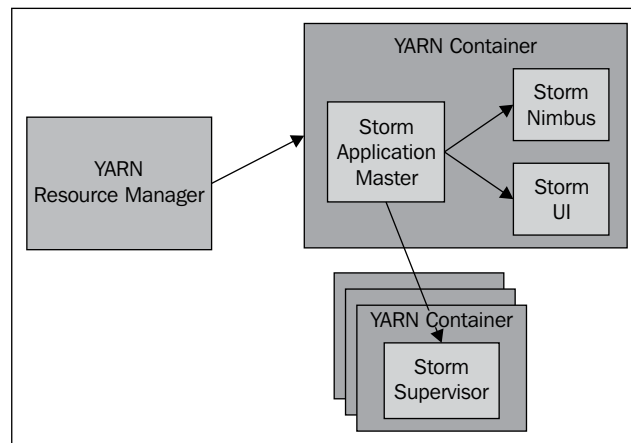 YARN
Resource Manager
YARN Container
Storm
Application
Master
Storm
Nimbus
Storm
UI
YARN Container
Storm
Supervisor